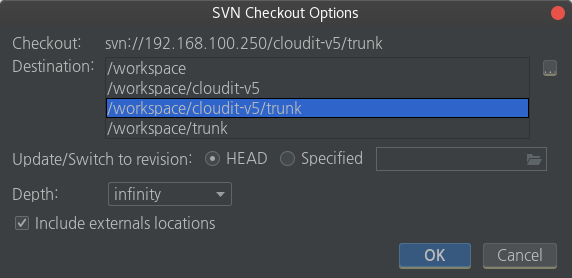 SVN Checkout Options
Checkout: svn://192.168.100.250/cloudit-v5/trunk
Destination: /workspace
/workspace/cloudit-v5
/workspace/cloudit-v5/trunk
/workspace/trunk
...
Update/Switch to revision: HEAD Specified
Depth: infinity
Include externals locations
OK Cancel